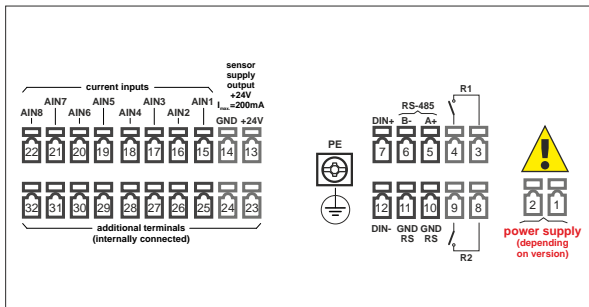 sensor
supply
output
+24V
Imax.=200mA
current inputs
AIN8 AIN7 AIN6 AIN5 AIN4 AIN3 AIN2 AIN1 GND +24V
22 21 20 19 18 17 16 15 14 13
32 31 30 29 28 27 26 25 24 23
additional terminals
(internally connected)
PE
R1
RS-485
DIN+ B- A+
7 6 5 4 3
12 11 10 9 8
DIN- GND GND
RS RS
R2
2 1
power supply
(depending
on version)